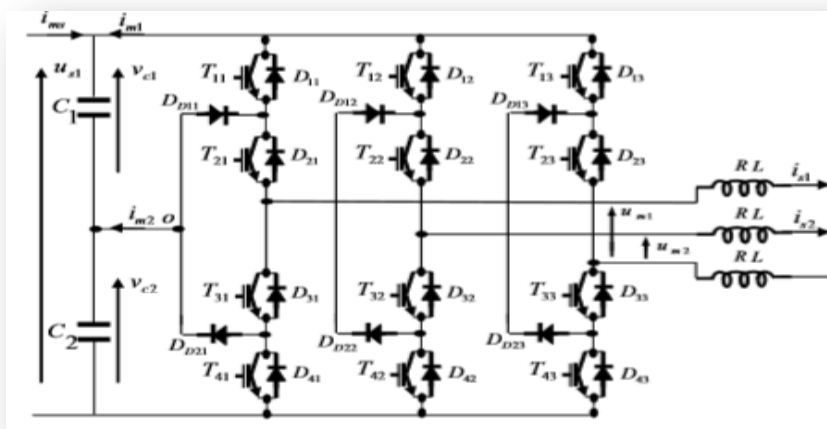 i_ms i_m1
u_s1 v_c1 T_11 D_11 T_12 D_12 T_13 D_13
C_1 D_D11 D_D12 D_D13
T_21 D_21 T_22 D_22 T_23 D_23
R L i_s1
i_m2 o u_m1 R L i_s2
u_m2 R L
v_c2 T_31 D_31 T_32 D_32 T_33 D_33
C_2 D_D21 D_D22 D_D23
T_41 D_41 T_42 D_42 T_43 D_43